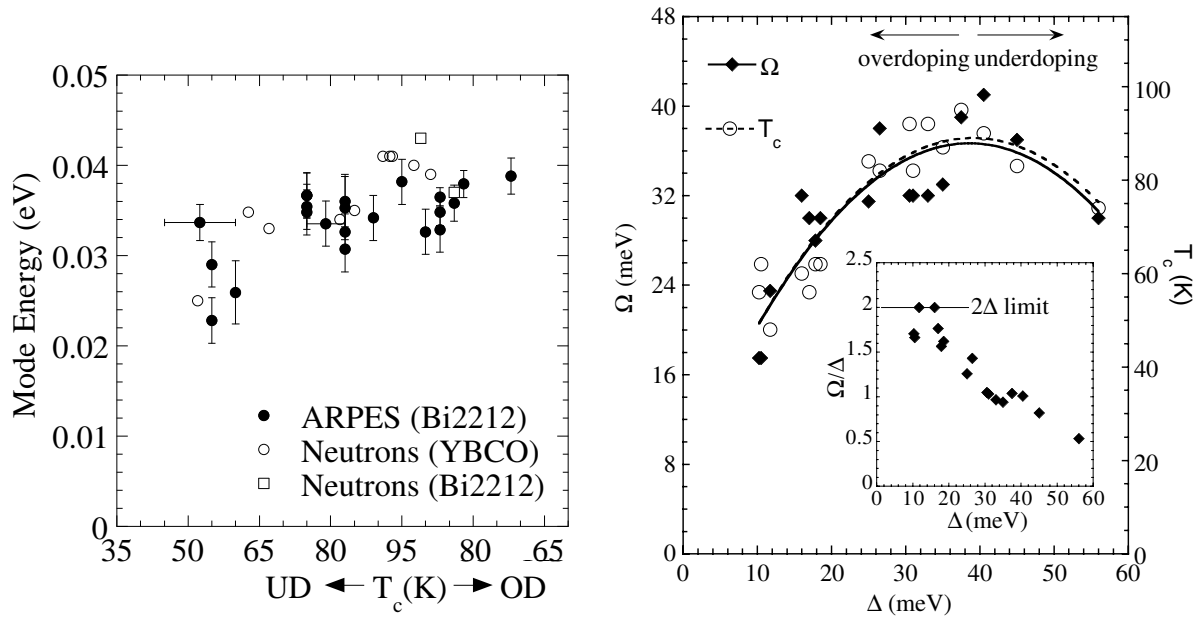 0.05
0.04
0.03
0.02
0.01
0
Mode Energy (eV)
ARPES (Bi2212)
Neutrons (YBCO)
Neutrons (Bi2212)
35 50 65 80 95 80 65
UD T_c(K) OD
48
40
32
24
16
8
0
Ω (meV)
overdoping underdoping
Ω
T_c
100
80
60
40
20
0
T_c (K)
2.5
2
1.5
1
0.5
0
Ω/Δ
2Δ limit
0 10 20 30 40 50 60
Δ (meV)
0 10 20 30 40 50 60
Δ (meV)